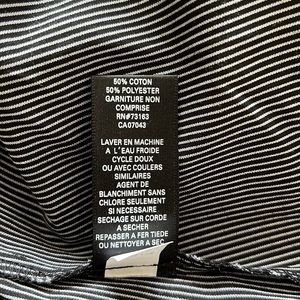 50% COTON
50% POLYESTER
GARNITURE NON
COMPRISE
RN#73163
CA07043
LAVER EN MACHINE
A L'EAU FROIDE
CYCLE DOUX
OU AVEC COULERS
SIMILAIRES
AGENT DE
BLANCHIMENT SANS
CHLORE SEULEMENT
SI NECESSAIRE
SECHAGE SUR CORDE
A SECHER
REPASSER A FER TIEDE
OU NETTOYER A SEC